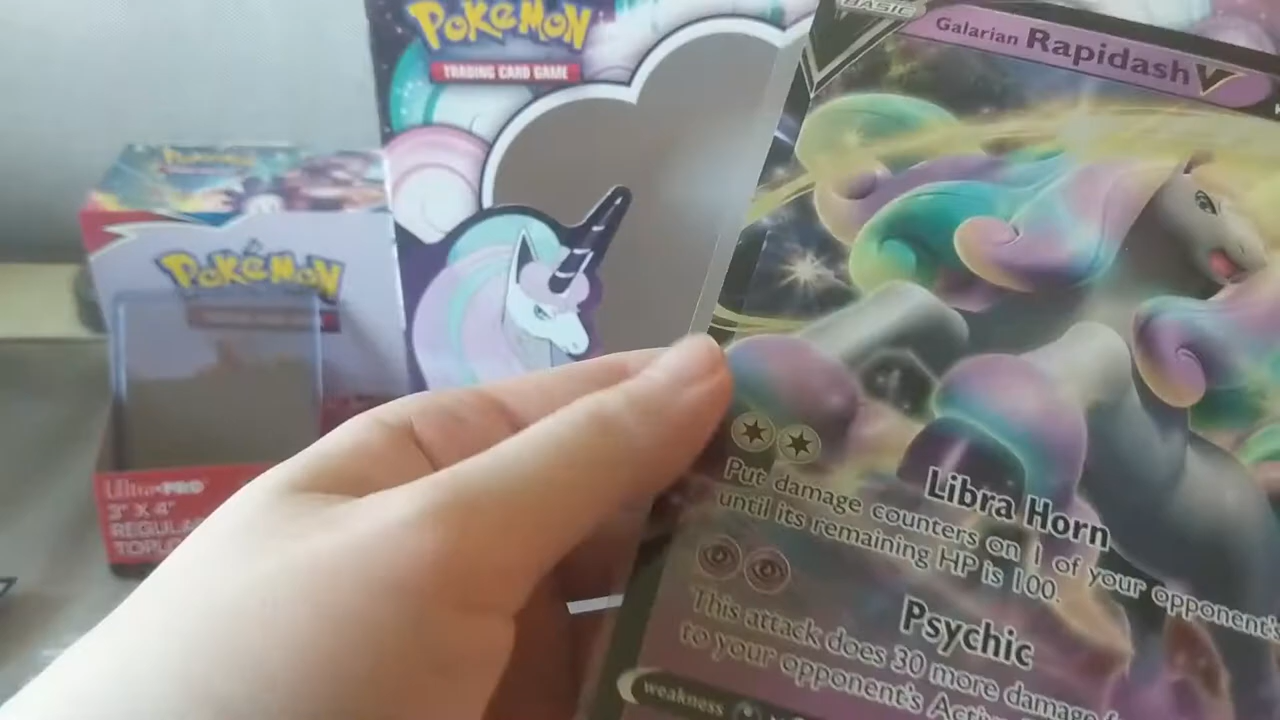 POKéMON
TRADING CARD GAME
POKéMON
ULTRA•PRO
3" X 4"
REGULA
TOPLO
BASIC
Galarian Rapidash V
Libra Horn
Put damage counters on 1 of your opponent's
until its remaining HP is 100.
Psychic
This attack does 30 more damage f
to your opponent's Activ
weakness